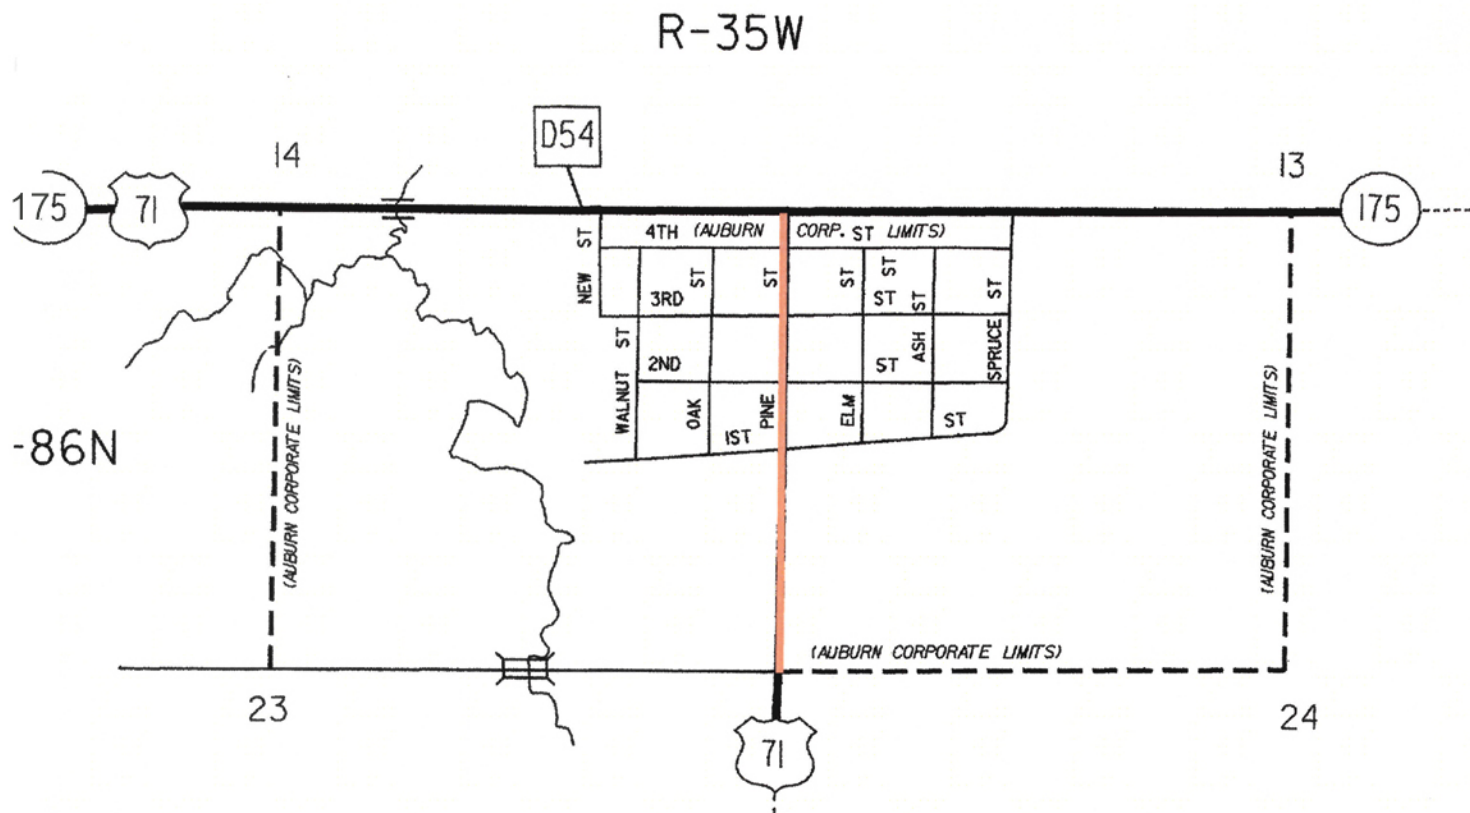 R-35W
D54
14
13
175
71
175
4TH (AUBURN CORP. ST LIMITS)
NEW ST
3RD
ST
ST
ST
ST
ST
ST
ST
WALNUT ST
2ND
ST
ASH
SPRUCE
OAK
1ST
PINE
ELM
ST
(AUBURN CORPORATE LIMITS)
(AUBURN CORPORATE LIMITS)
-86N
(AUBURN CORPORATE LIMITS)
23
24
71